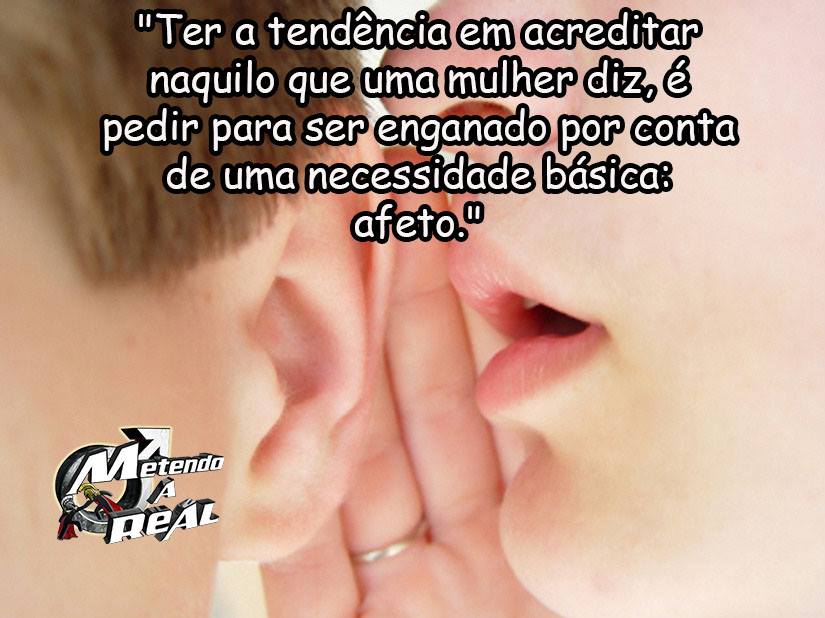 "Ter a tendência em acreditar
naquilo que uma mulher diz, é
pedir para ser enganado por conta
de uma necessidade básica:
afeto."
Metendo
A
Reál